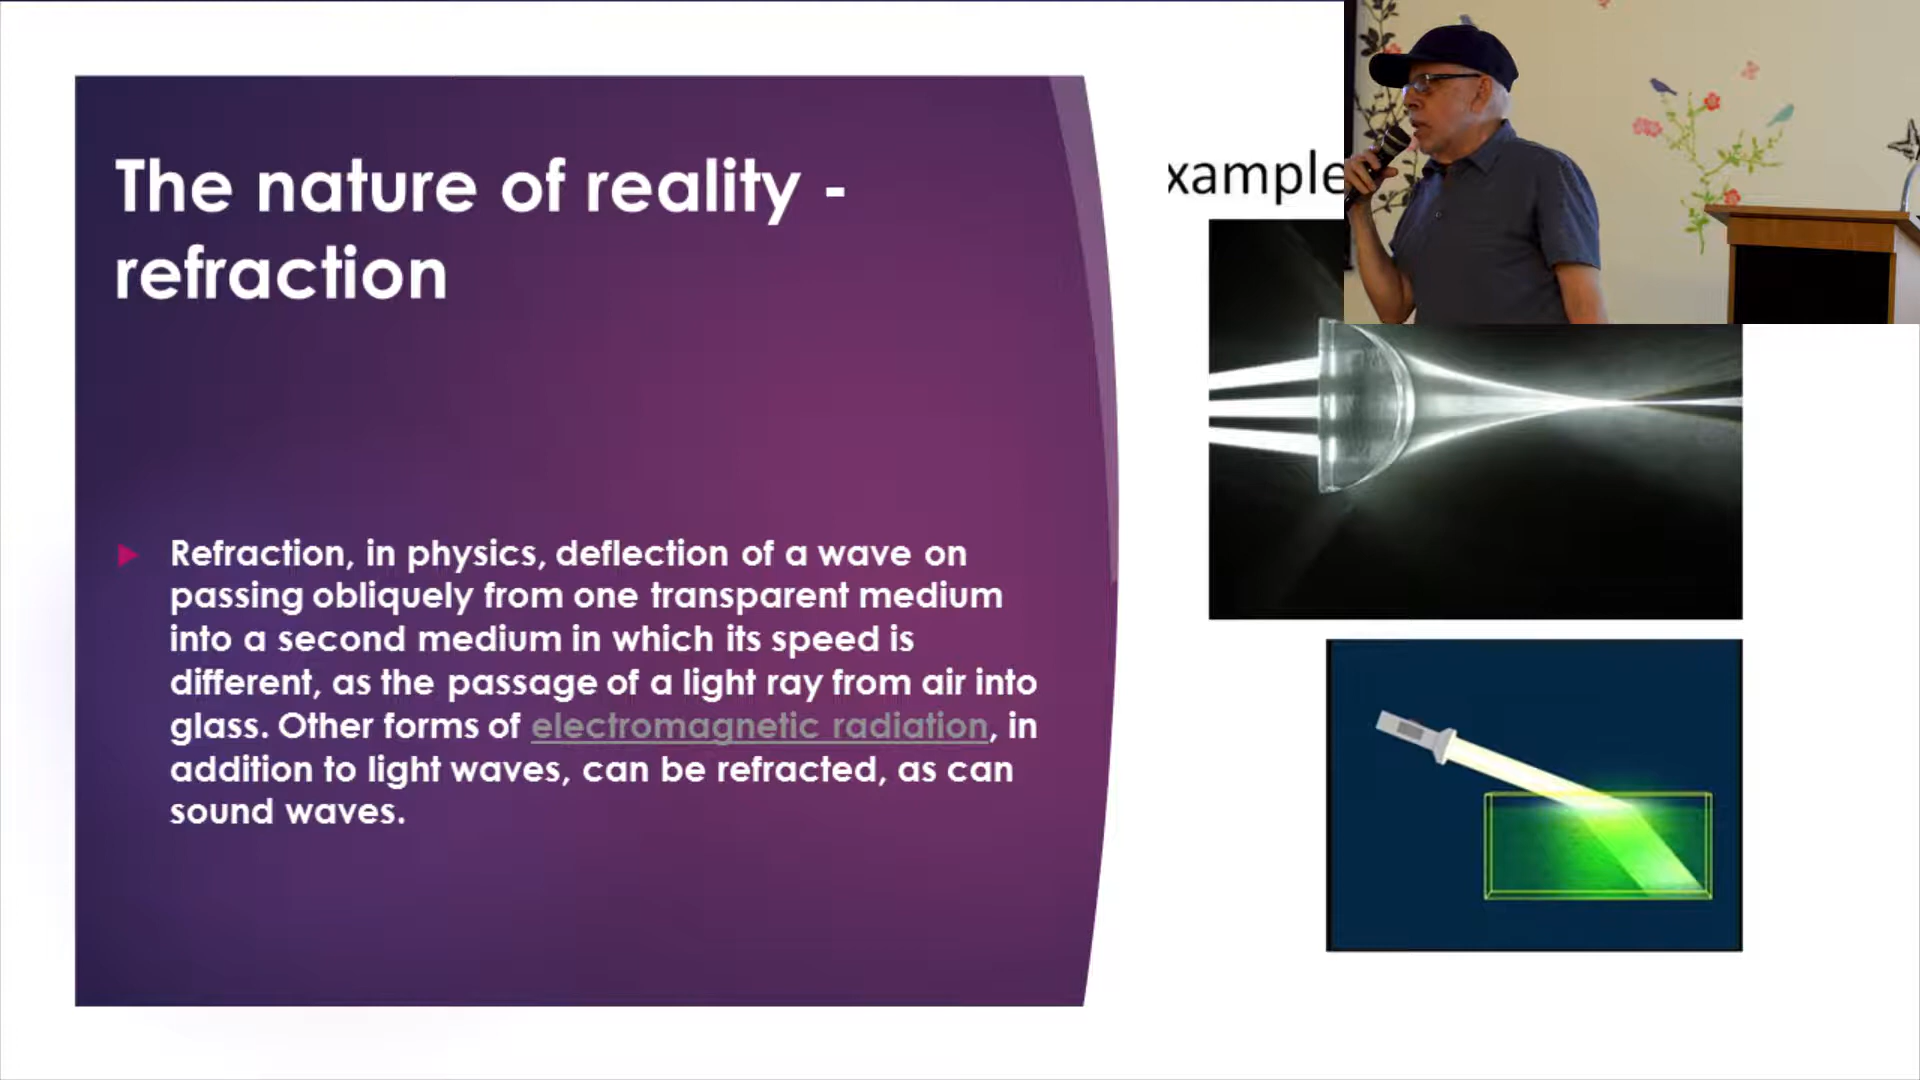 The nature of reality -
refraction
xample
Refraction, in physics, deflection of a wave on
passing obliquely from one transparent medium
into a second medium in which its speed is
different, as the passage of a light ray from air into
glass. Other forms of electromagnetic radiation, in
addition to light waves, can be refracted, as can
sound waves.